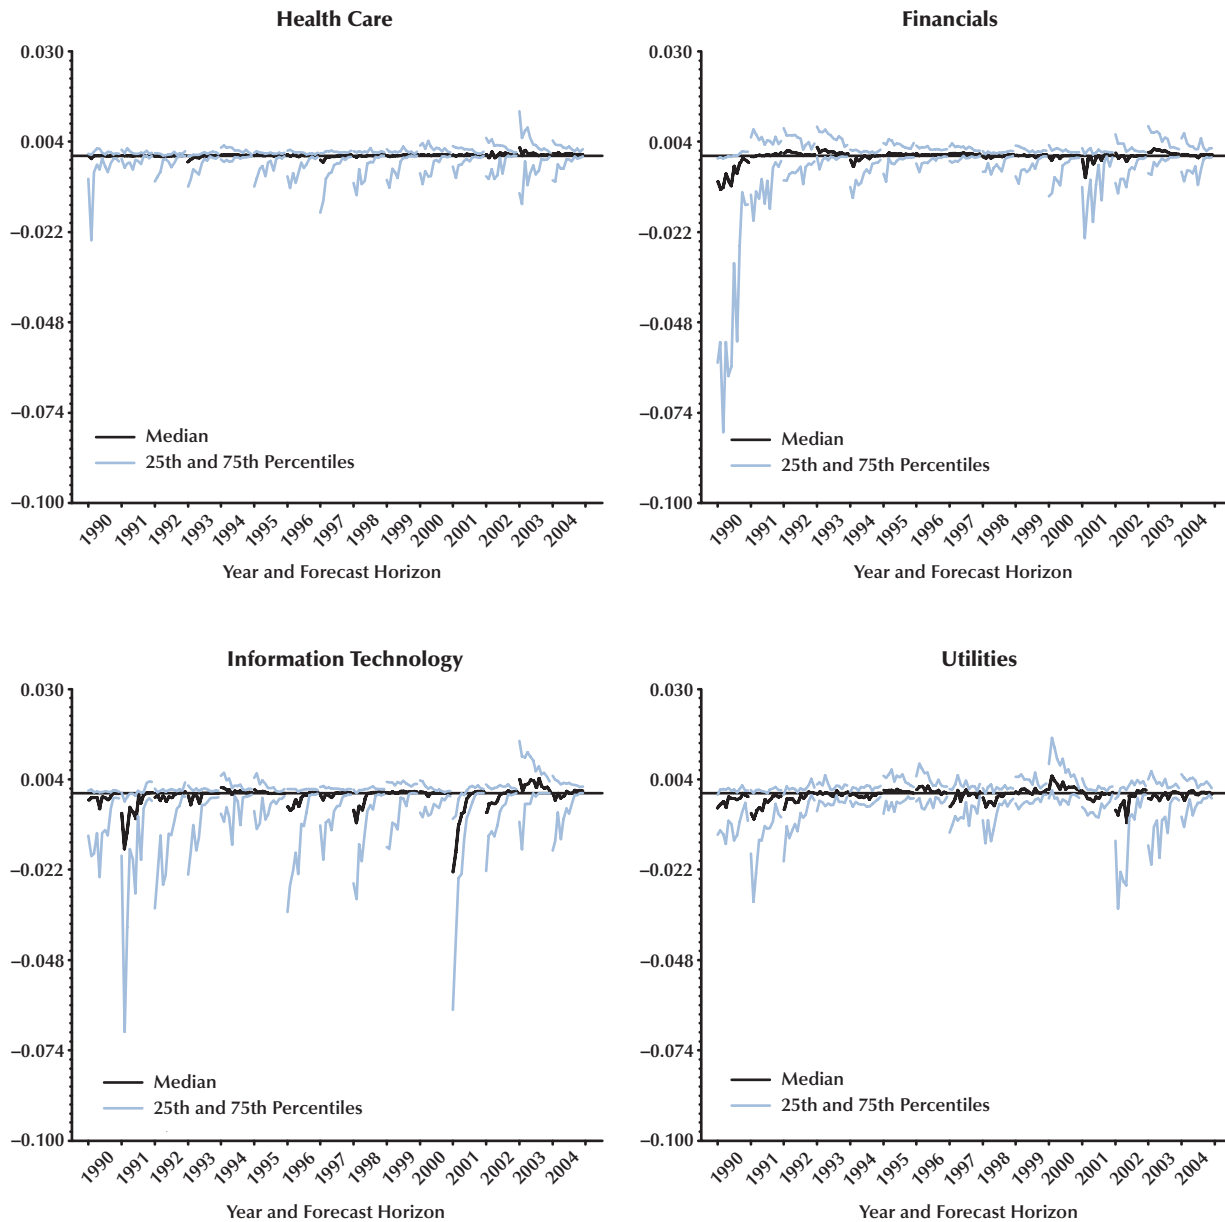 Health Care
0.030
0.004
–0.022
–0.048
–0.074
–0.100
Median
25th and 75th Percentiles
1990 1991 1992 1993 1994 1995 1996 1997 1998 1999 2000 2001 2002 2003 2004
Year and Forecast Horizon
Financials
0.030
0.004
–0.022
–0.048
–0.074
–0.100
Median
25th and 75th Percentiles
1990 1991 1992 1993 1994 1995 1996 1997 1998 1999 2000 2001 2002 2003 2004
Year and Forecast Horizon
Information Technology
0.030
0.004
–0.022
–0.048
–0.074
–0.100
Median
25th and 75th Percentiles
1990 1991 1992 1993 1994 1995 1996 1997 1998 1999 2000 2001 2002 2003 2004
Year and Forecast Horizon
Utilities
0.030
0.004
–0.022
–0.048
–0.074
–0.100
Median
25th and 75th Percentiles
1990 1991 1992 1993 1994 1995 1996 1997 1998 1999 2000 2001 2002 2003 2004
Year and Forecast Horizon